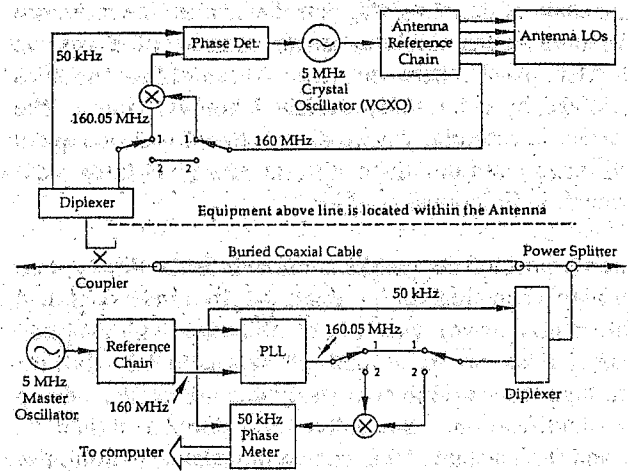 50 kHz
Phase Det.
5 MHz
Crystal
Oscillator (VCXO)
Antenna
Reference
Chain
Antenna LOs
160.05 MHz
1
1
160 MHz
2
2
Diplexer
Equipment above line is located within the Antenna
Coupler
Buried Coaxial Cable
Power Splitter
50 kHz
5 MHz
Master
Oscillator
Reference
Chain
160 MHz
PLL
160.05 MHz
1
1
2
2
Diplexer
50 kHz
Phase
Meter
To computer